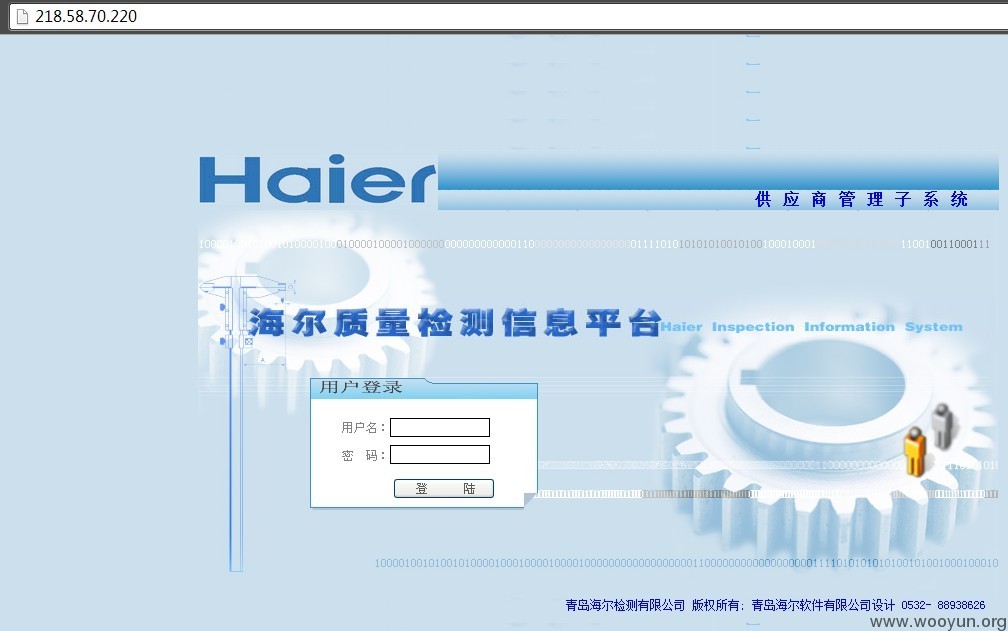 218.58.70.220
Haier
供应商管理子系统
海尔质量检测信息平台
Haier Inspection Information System
用户登录
用户名：
密 码：
登 陆
青岛海尔检测有限公司 版权所有; 青岛海尔软件有限公司设计 0532- 88938626
www.wooyun.org